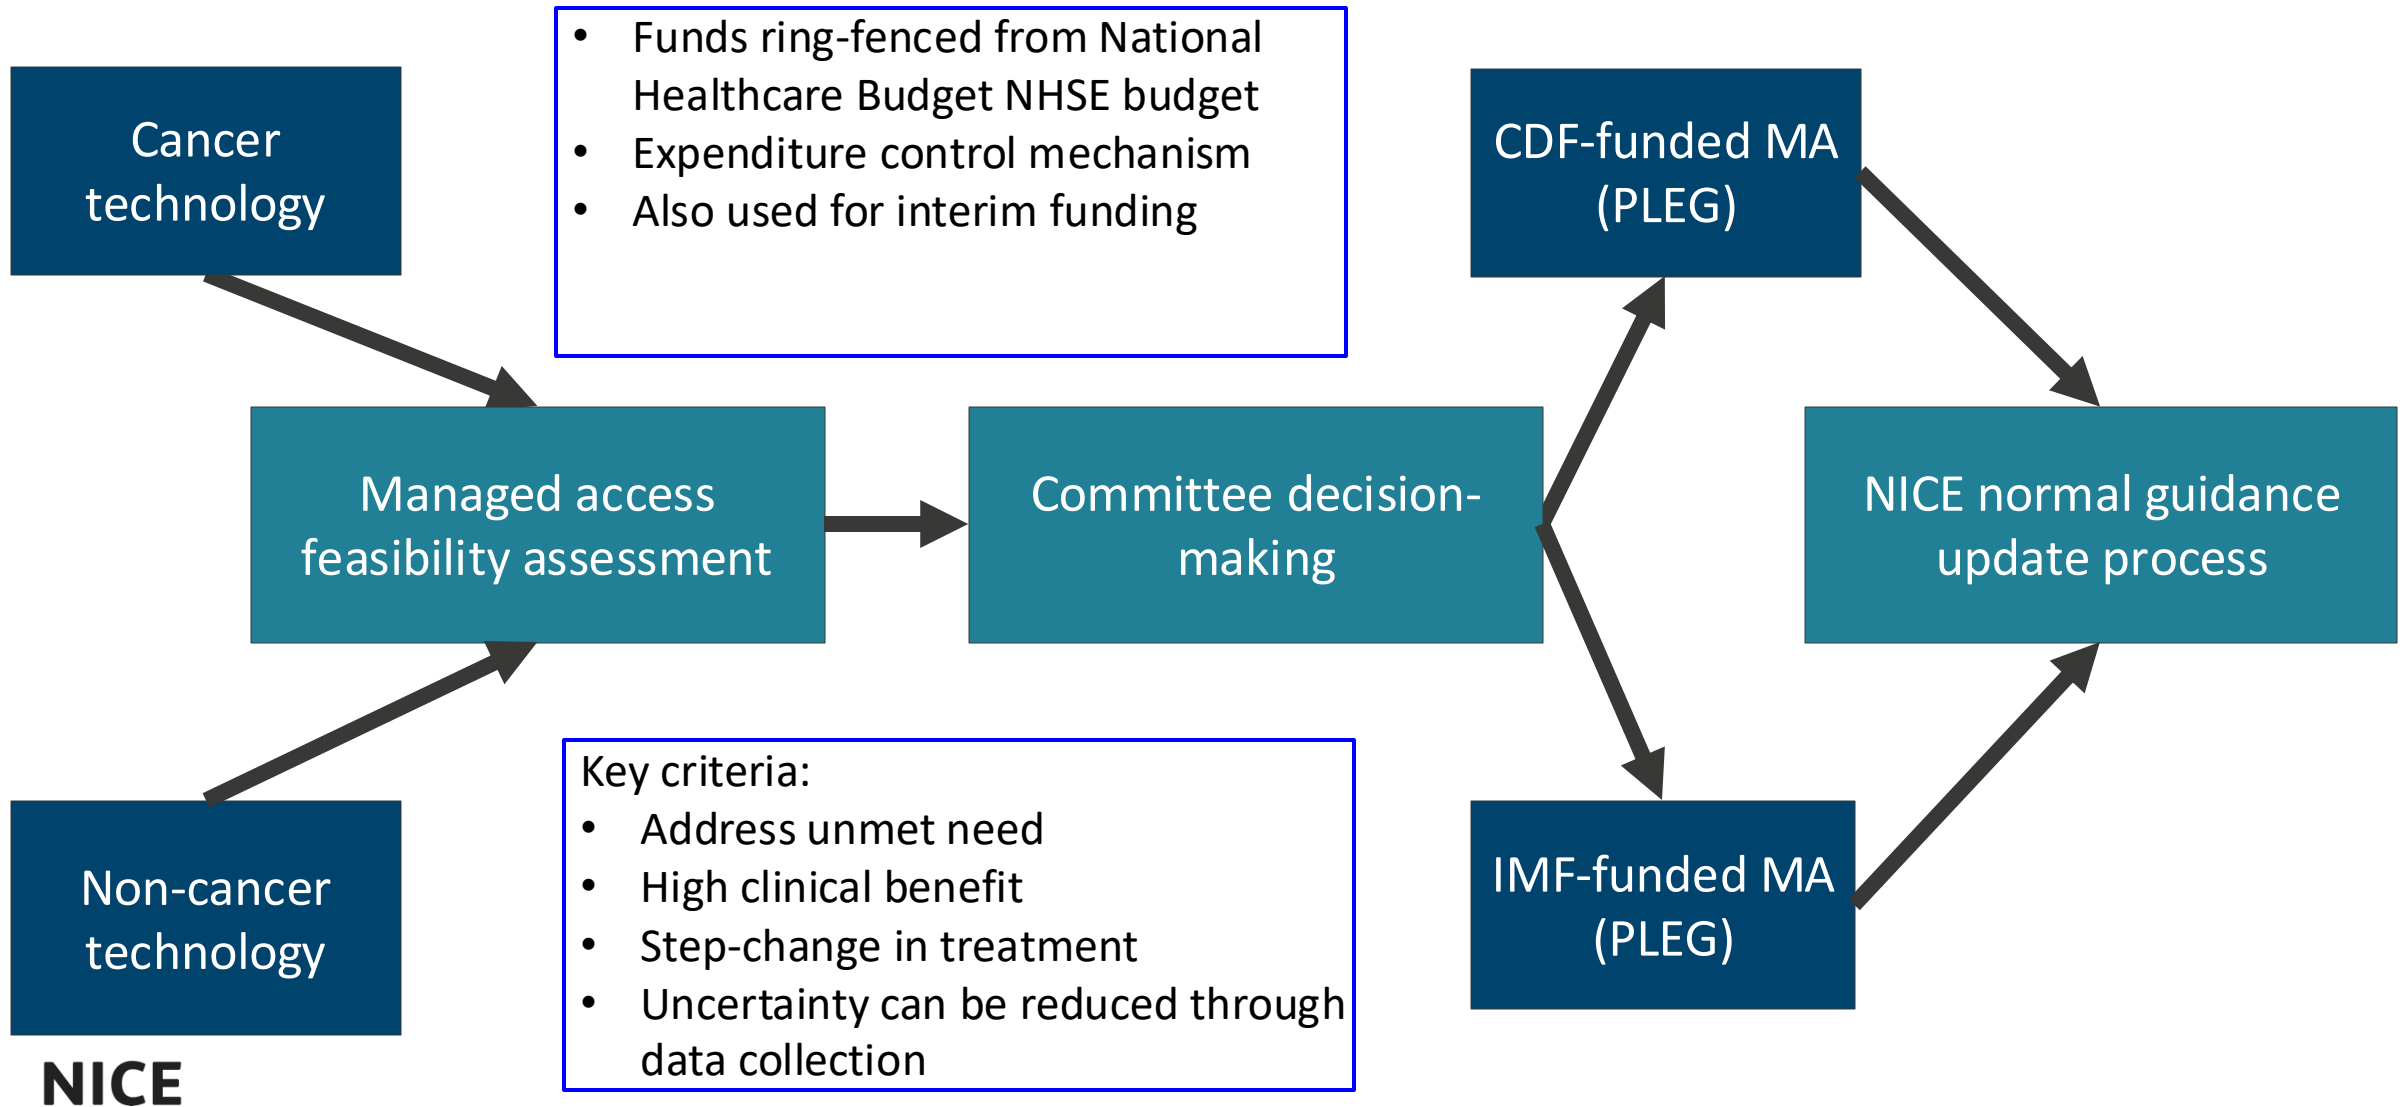 Cancer
technology
• Funds ring-fenced from National
Healthcare Budget NHSE budget
• Expenditure control mechanism
• Also used for interim funding
CDF-funded MA
(PLEG)
Managed access
feasibility assessment
Committee decision-
making
NICE normal guidance
update process
Non-cancer
technology
Key criteria:
• Address unmet need
• High clinical benefit
• Step-change in treatment
• Uncertainty can be reduced through
data collection
IMF-funded MA
(PLEG)
NICE